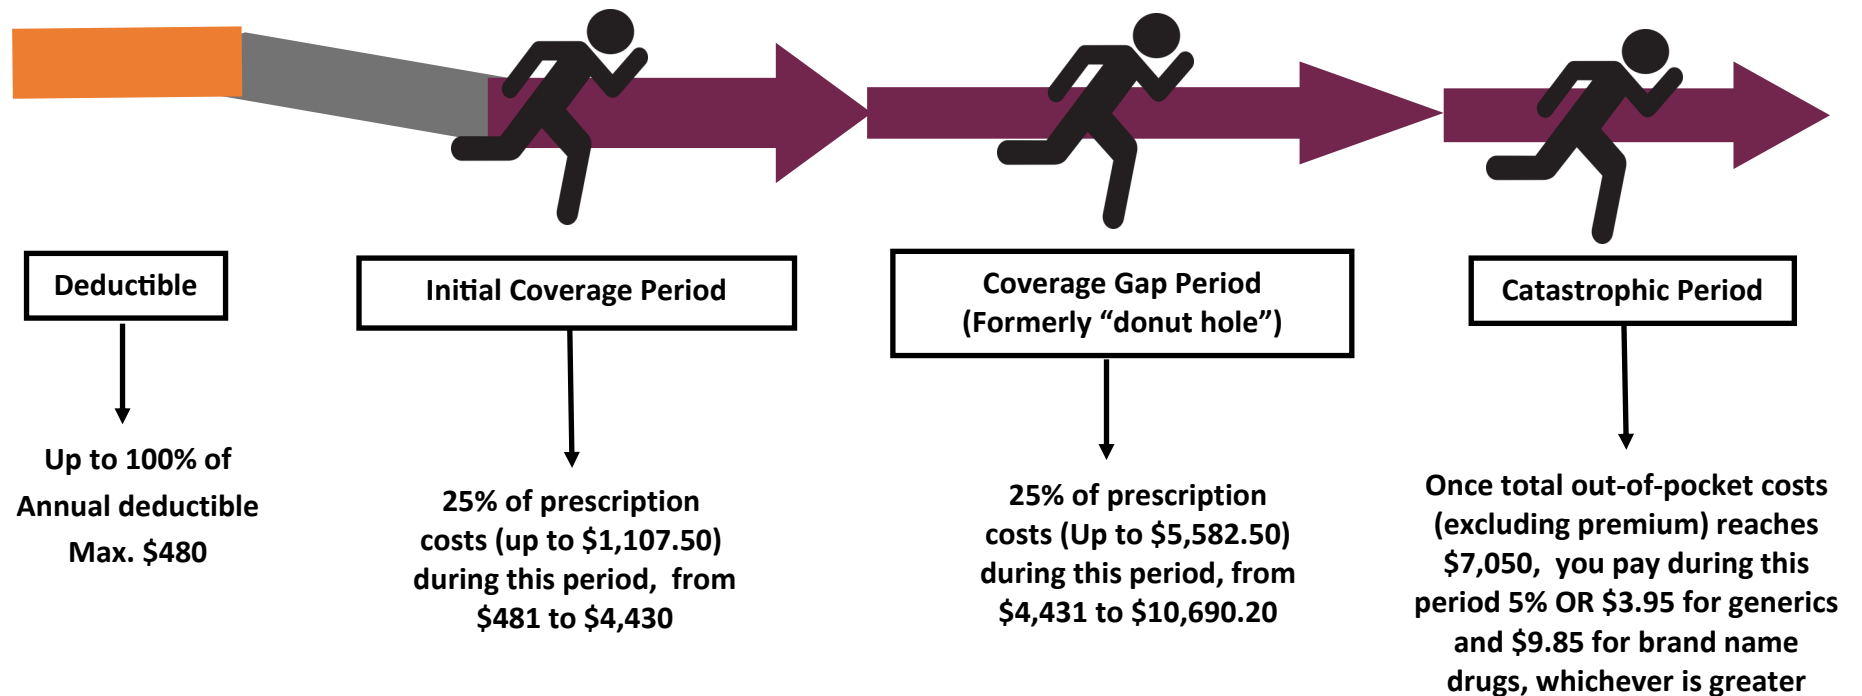 Deductible
Up to 100% of
Annual deductible
Max. $480
Initial Coverage Period
25% of prescription
costs (up to $1,107.50)
during this period, from
$481 to $4,430
Coverage Gap Period
(Formerly “donut hole”)
25% of prescription
costs (Up to $5,582.50)
during this period, from
$4,431 to $10,690.20
Catastrophic Period
Once total out-of-pocket costs
(excluding premium) reaches
$7,050, you pay during this
period 5% OR $3.95 for generics
and $9.85 for brand name
drugs, whichever is greater